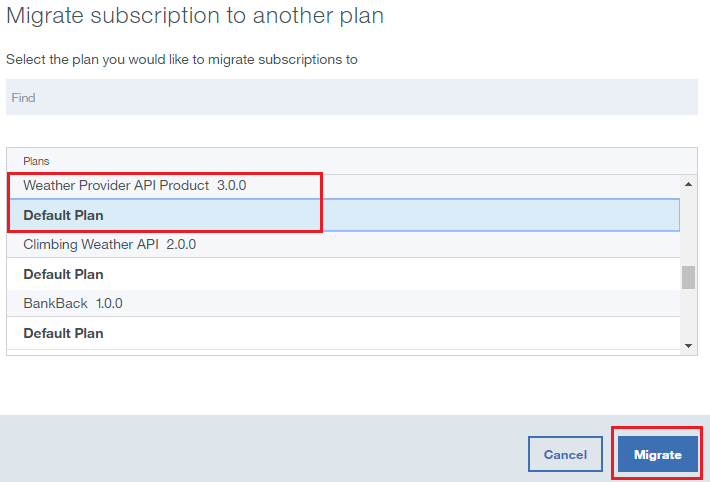 Migrate subscription to another plan
Select the plan you would like to migrate subscriptions to
Find
Plans
Weather Provider API Product 3.0.0
Default Plan
Climbing Weather API 2.0.0
Default Plan
BankBack 1.0.0
Default Plan
Cancel
Migrate